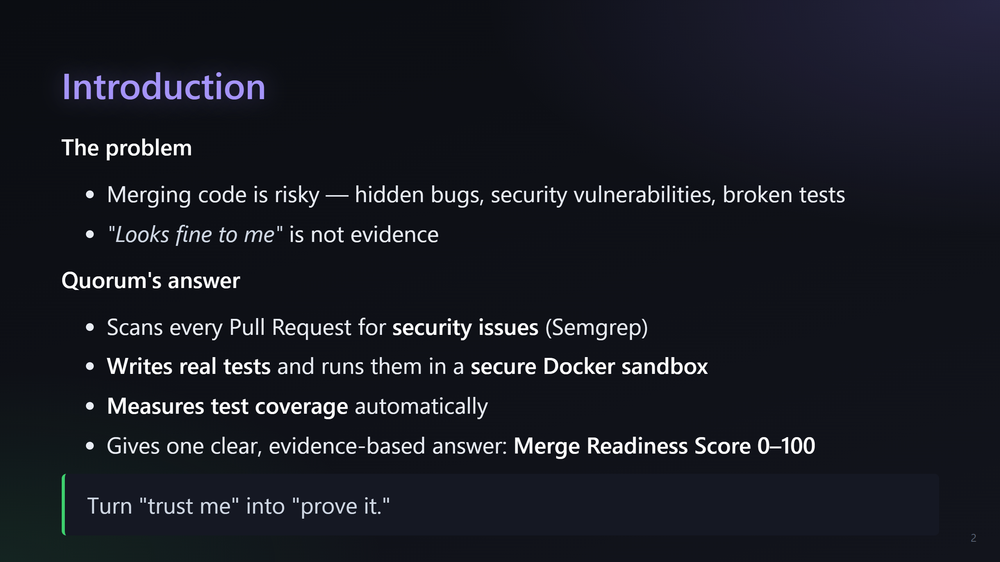 Introduction
The problem
• Merging code is risky — hidden bugs, security vulnerabilities, broken tests
• "Looks fine to me" is not evidence
Quorum's answer
• Scans every Pull Request for security issues (Semgrep)
• Writes real tests and runs them in a secure Docker sandbox
• Measures test coverage automatically
• Gives one clear, evidence-based answer: Merge Readiness Score 0–100
Turn "trust me" into "prove it."
2